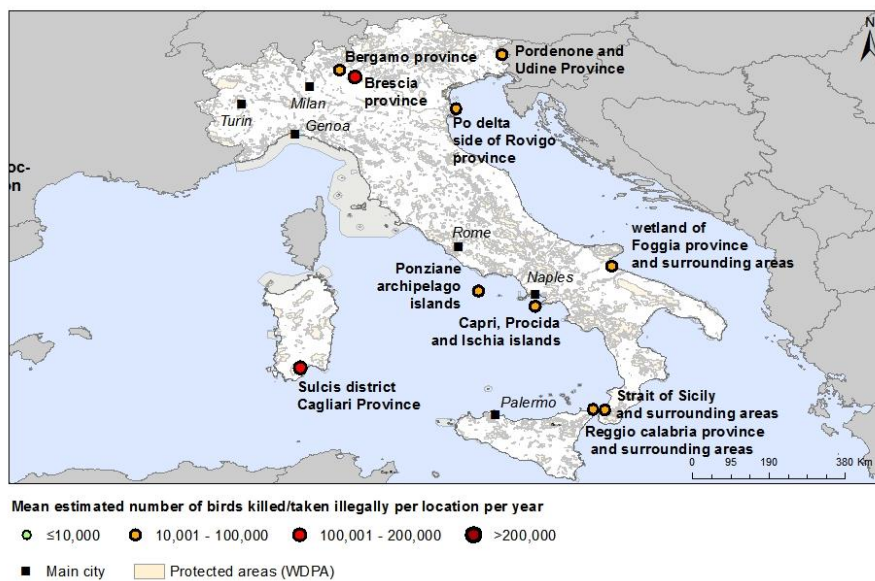 N
Bergamo province
Pordenone and
Udine Province
Brescia
province
Milan
Turin
Genoa
Po delta
side of Rovigo
province
oc-
on
Rome
wetland of
Foggia province
and surrounding areas
Ponziane
archipelago
islands
Naples
Capri, Procida
and Ischia islands
Sulcis district
Cagliari Province
Palermo
Strait of Sicily
and surrounding areas
Reggio calabria province
and surrounding areas
0 95 190 380 Km
Mean estimated number of birds killed/taken illegally per location per year
≤10,000 10,001 - 100,000 100,001 - 200,000 >200,000
Main city Protected areas (WDPA)